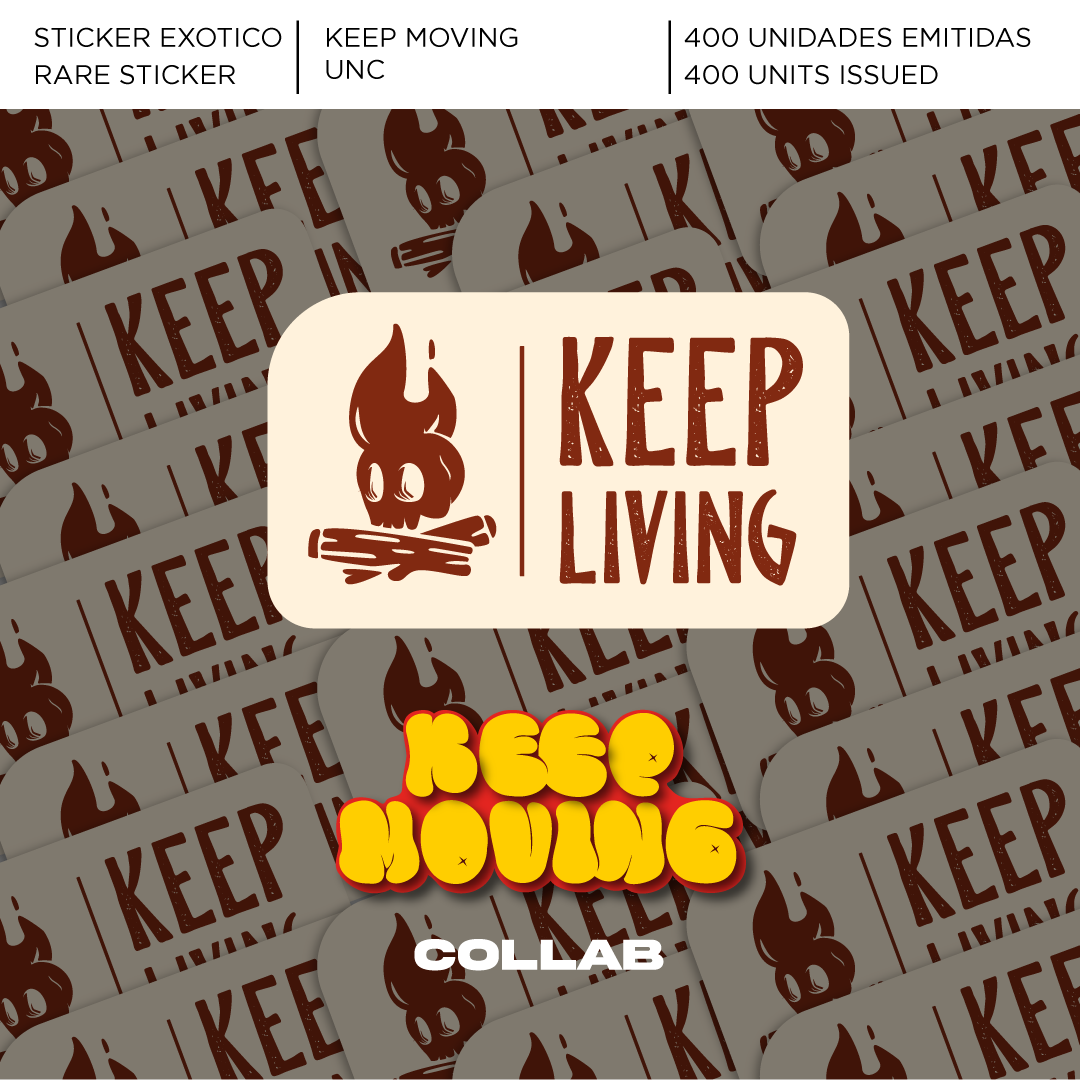 STICKER EXOTICO
RARE STICKER
KEEP MOVING
UNC
400 UNIDADES EMITIDAS
400 UNITS ISSUED
KEEP
LIVING
KEEP
MOVING
COLLAB